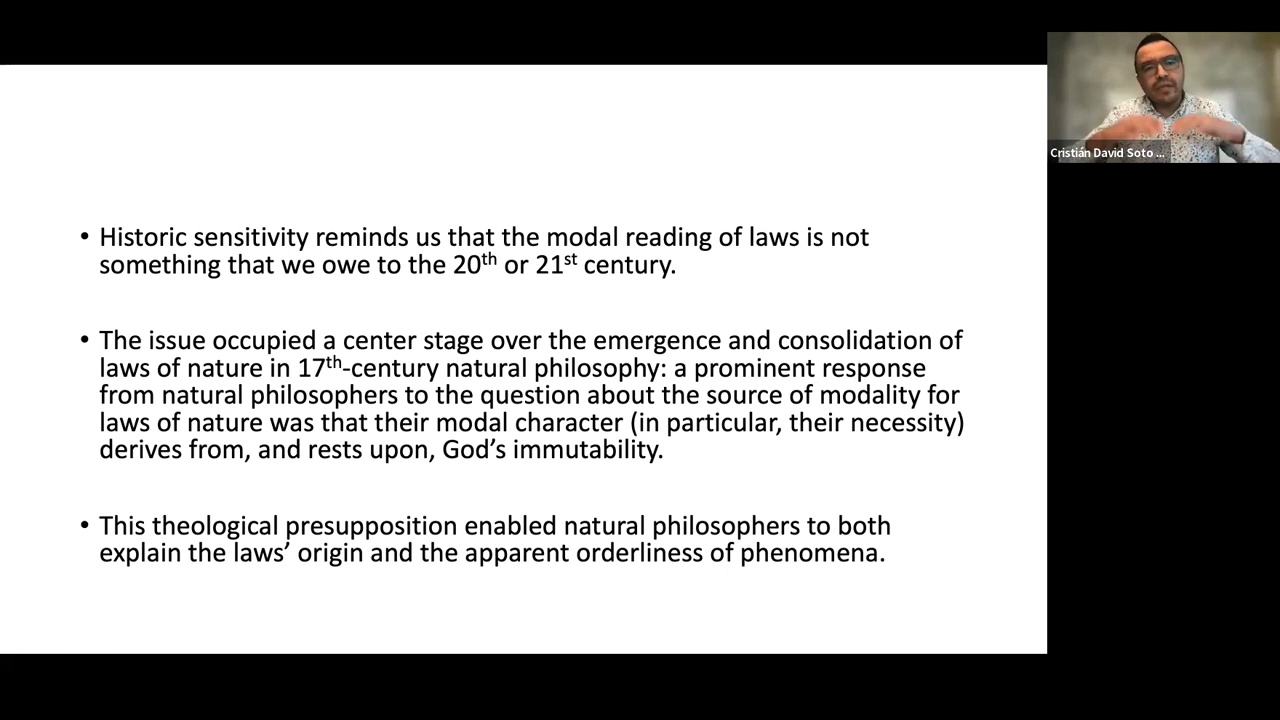 • Historic sensitivity reminds us that the modal reading of laws is not
something that we owe to the 20th or 21st century.
• The issue occupied a center stage over the emergence and consolidation of
laws of nature in 17th-century natural philosophy: a prominent response
from natural philosophers to the question about the source of modality for
laws of nature was that their modal character (in particular, their necessity)
derives from, and rests upon, God’s immutability.
• This theological presupposition enabled natural philosophers to both
explain the laws’ origin and the apparent orderliness of phenomena.
Cristián David Soto ...